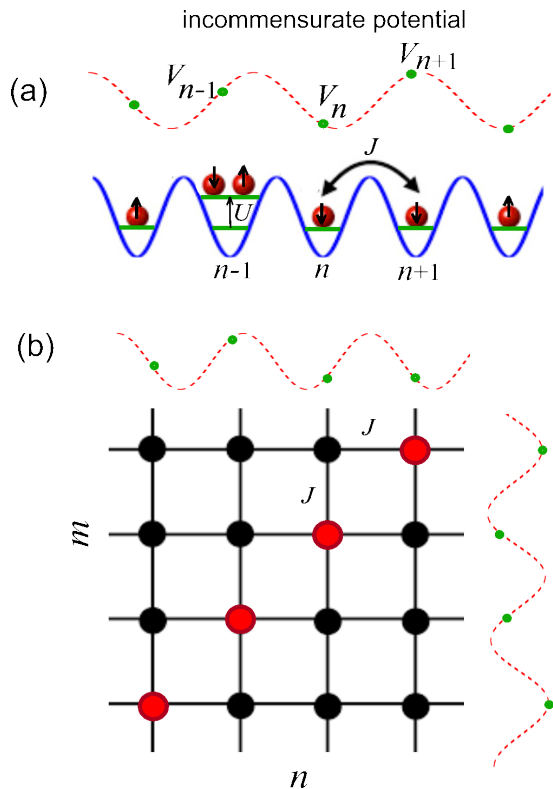 incommensurate potential
(a)
V_{n-1}
V_n
V_{n+1}
J
U
n-1
n
n+1
(b)
J
J
m
n